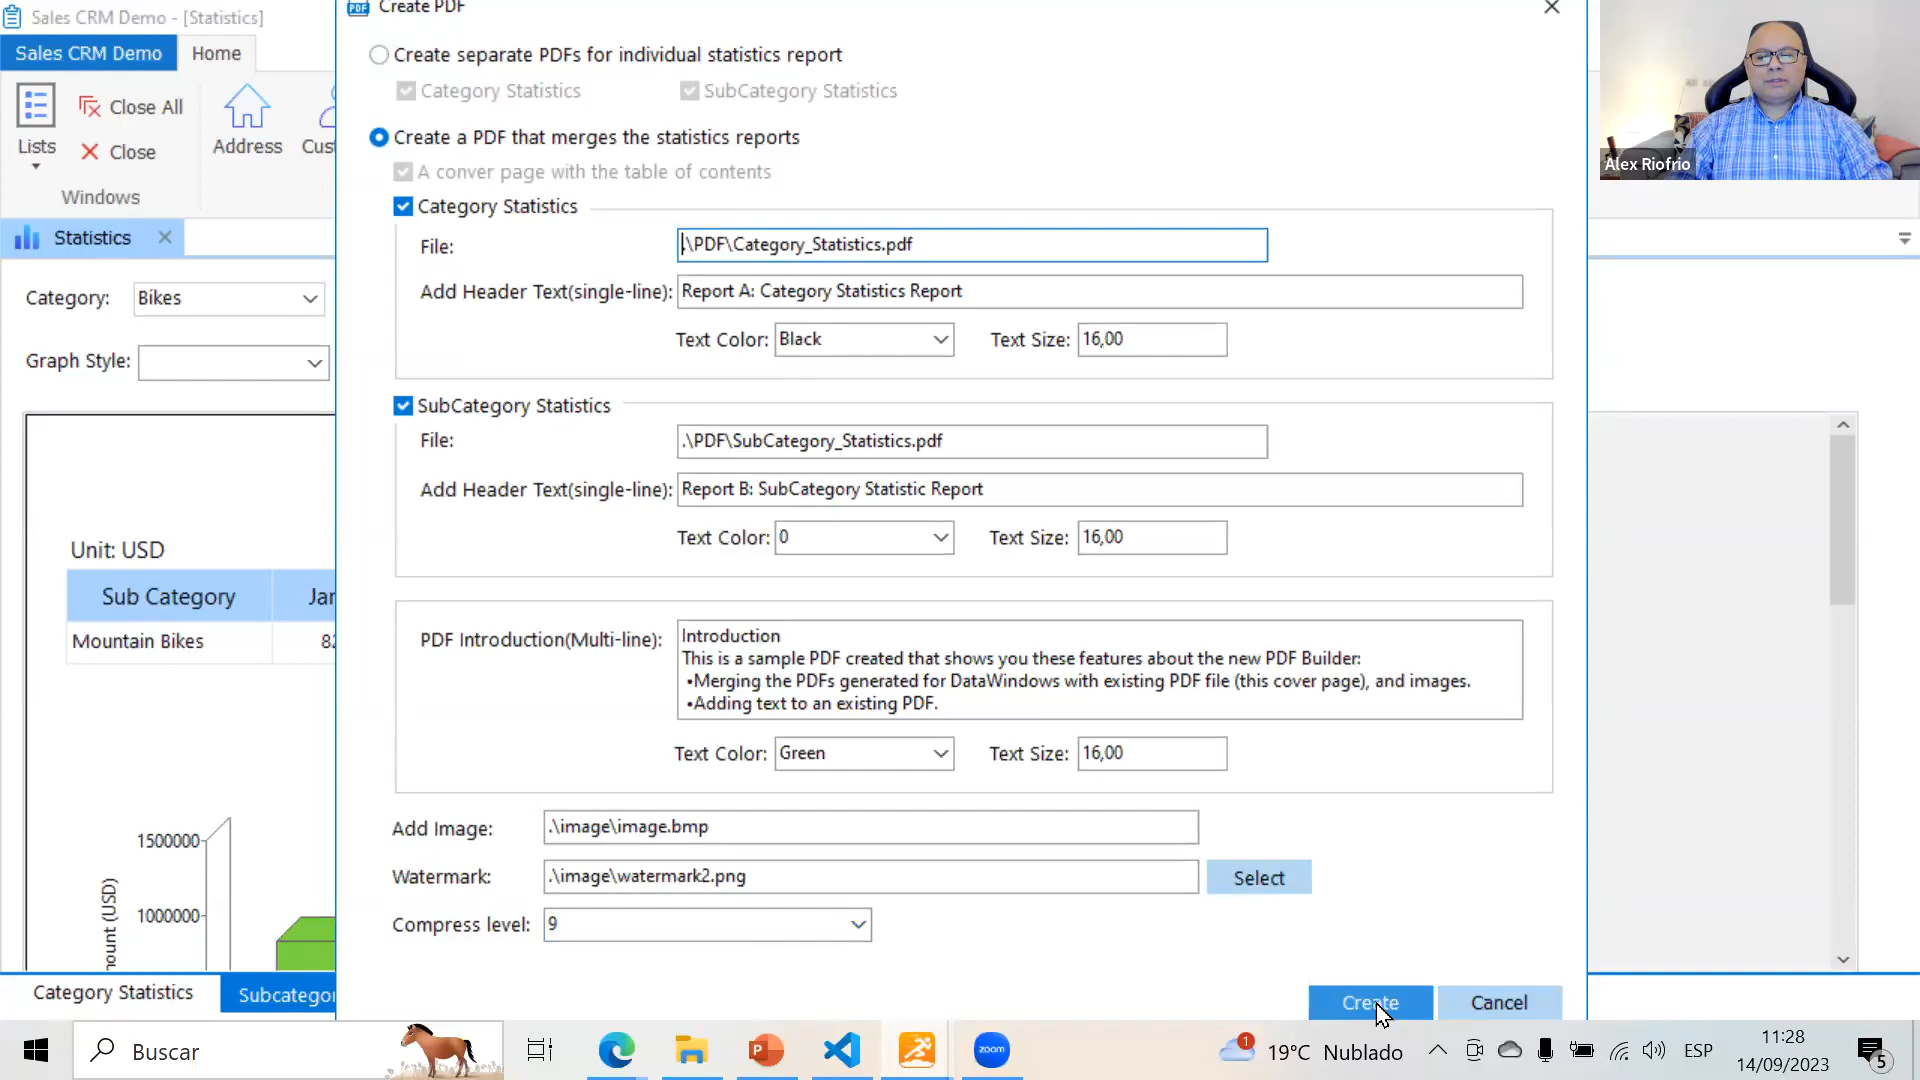 Sales CRM Demo - [Statistics]
Sales CRM Demo
Home
Lists
Close All
Close
Windows
Address
Cus
Statistics
Category:
Bikes
Graph Style:
Unit: USD
Sub Category
Jan
Mountain Bikes
82
1500000
1000000
mount (USD)
Category Statistics
Subcategor
PDF
Create PDF
Create separate PDFs for individual statistics report
Category Statistics
SubCategory Statistics
Create a PDF that merges the statistics reports
A conver page with the table of contents
Category Statistics
File:
.\PDF\Category_Statistics.pdf
Add Header Text(single-line):
Report A: Category Statistics Report
Text Color:
Black
Text Size:
16,00
SubCategory Statistics
File:
.\PDF\SubCategory_Statistics.pdf
Add Header Text(single-line):
Report B: SubCategory Statistic Report
Text Color:
0
Text Size:
16,00
PDF Introduction(Multi-line):
Introduction
This is a sample PDF created that shows you these features about the new PDF Builder:
•Merging the PDFs generated for DataWindows with existing PDF file (this cover page), and images.
•Adding text to an existing PDF.
Text Color:
Green
Text Size:
16,00
Add Image:
.\image\image.bmp
Watermark:
.\image\watermark2.png
Select
Compress level:
9
Create
Cancel
Alex Riofrio
Buscar
P
zoom
1
19°C Nublado
ESP
11:28
14/09/2023
5